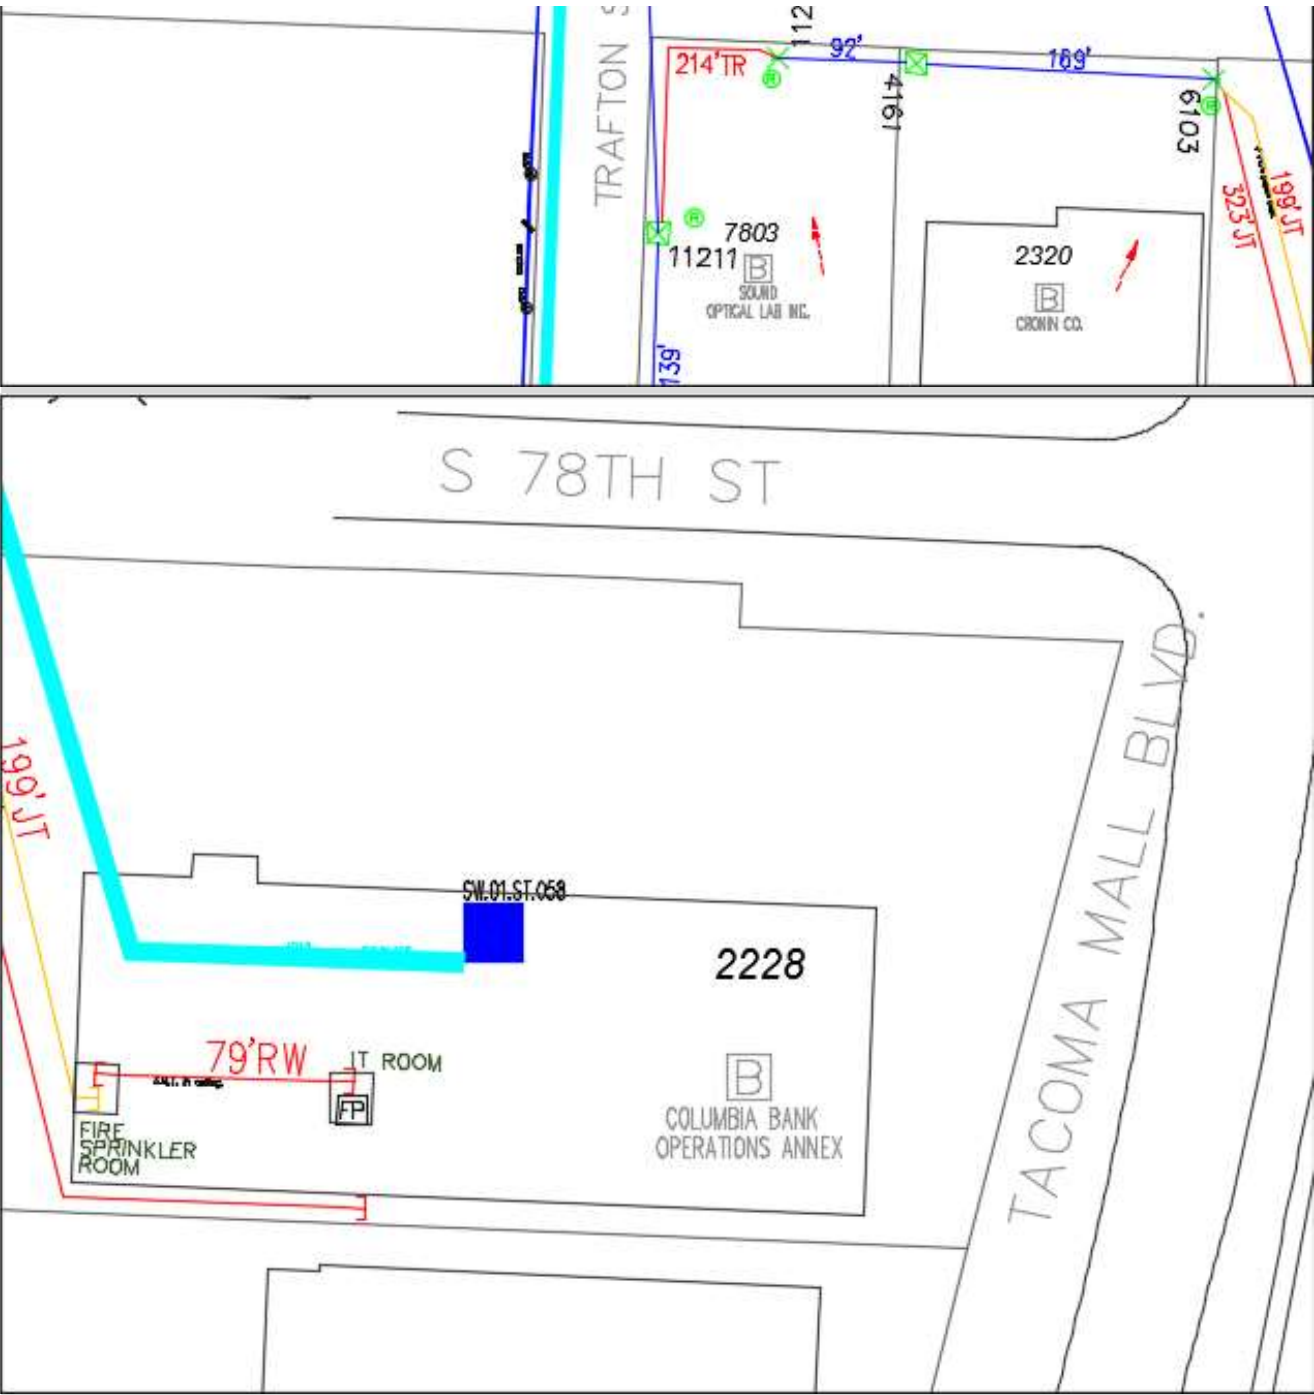 TRAFTON S
112
214'TR
92'
169'
4161
6103
199'JT
323'JT
7803
11211
B
SOUND
OPTICAL LAB INC.
2320
B
CRONIN CO.
139'
S 78TH ST
TACOMA MALL BLVD.
199'JT
SW.01.ST.058
2228
79'RW
IT ROOM
FP
FIRE
SPRINKLER
ROOM
B
COLUMBIA BANK
OPERATIONS ANNEX